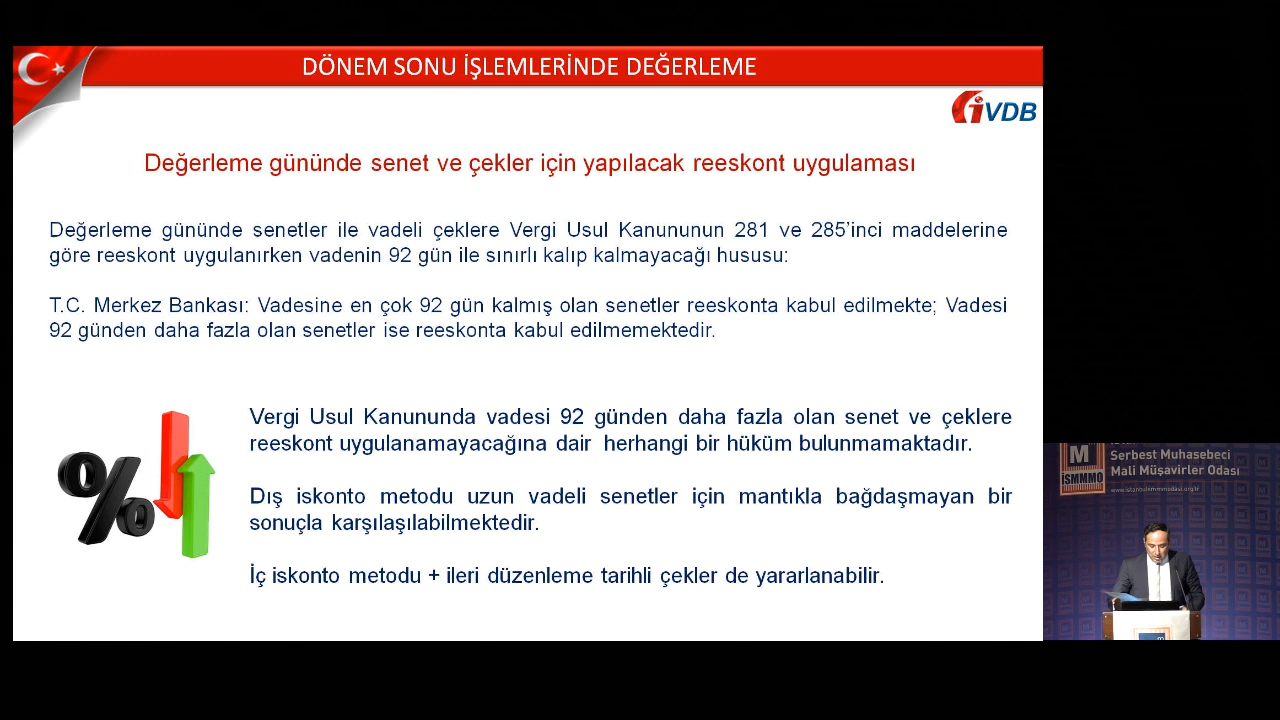 DÖNEM SONU İŞLEMLERİNDE DEĞERLEME
İVDB
Değerleme gününde senet ve çekler için yapılacak reeskont uygulaması
Değerleme gününde senetler ile vadeli çeklere Vergi Usul Kanununun 281 ve 285'inci maddelerine
göre reeskont uygulanırken vadenin 92 gün ile sınırlı kalıp kalmayacağı hususu:
T.C. Merkez Bankası: Vadesine en çok 92 gün kalmış olan senetler reeskonta kabul edilmekte; Vadesi
92 günden daha fazla olan senetler ise reeskonta kabul edilmemektedir.
Vergi Usul Kanununda vadesi 92 günden daha fazla olan senet ve çeklere
reeskont uygulanamayacağına dair herhangi bir hüküm bulunmamaktadır.
Dış iskonto metodu uzun vadeli senetler için mantıkla bağdaşmayan bir
sonuçla karşılaşılabilmektedir.
İç iskonto metodu + ileri düzenleme tarihli çekler de yararlanabilir.
M
İSMMMO
Serbest Muhasebeci
Mali Müşavirler Odası